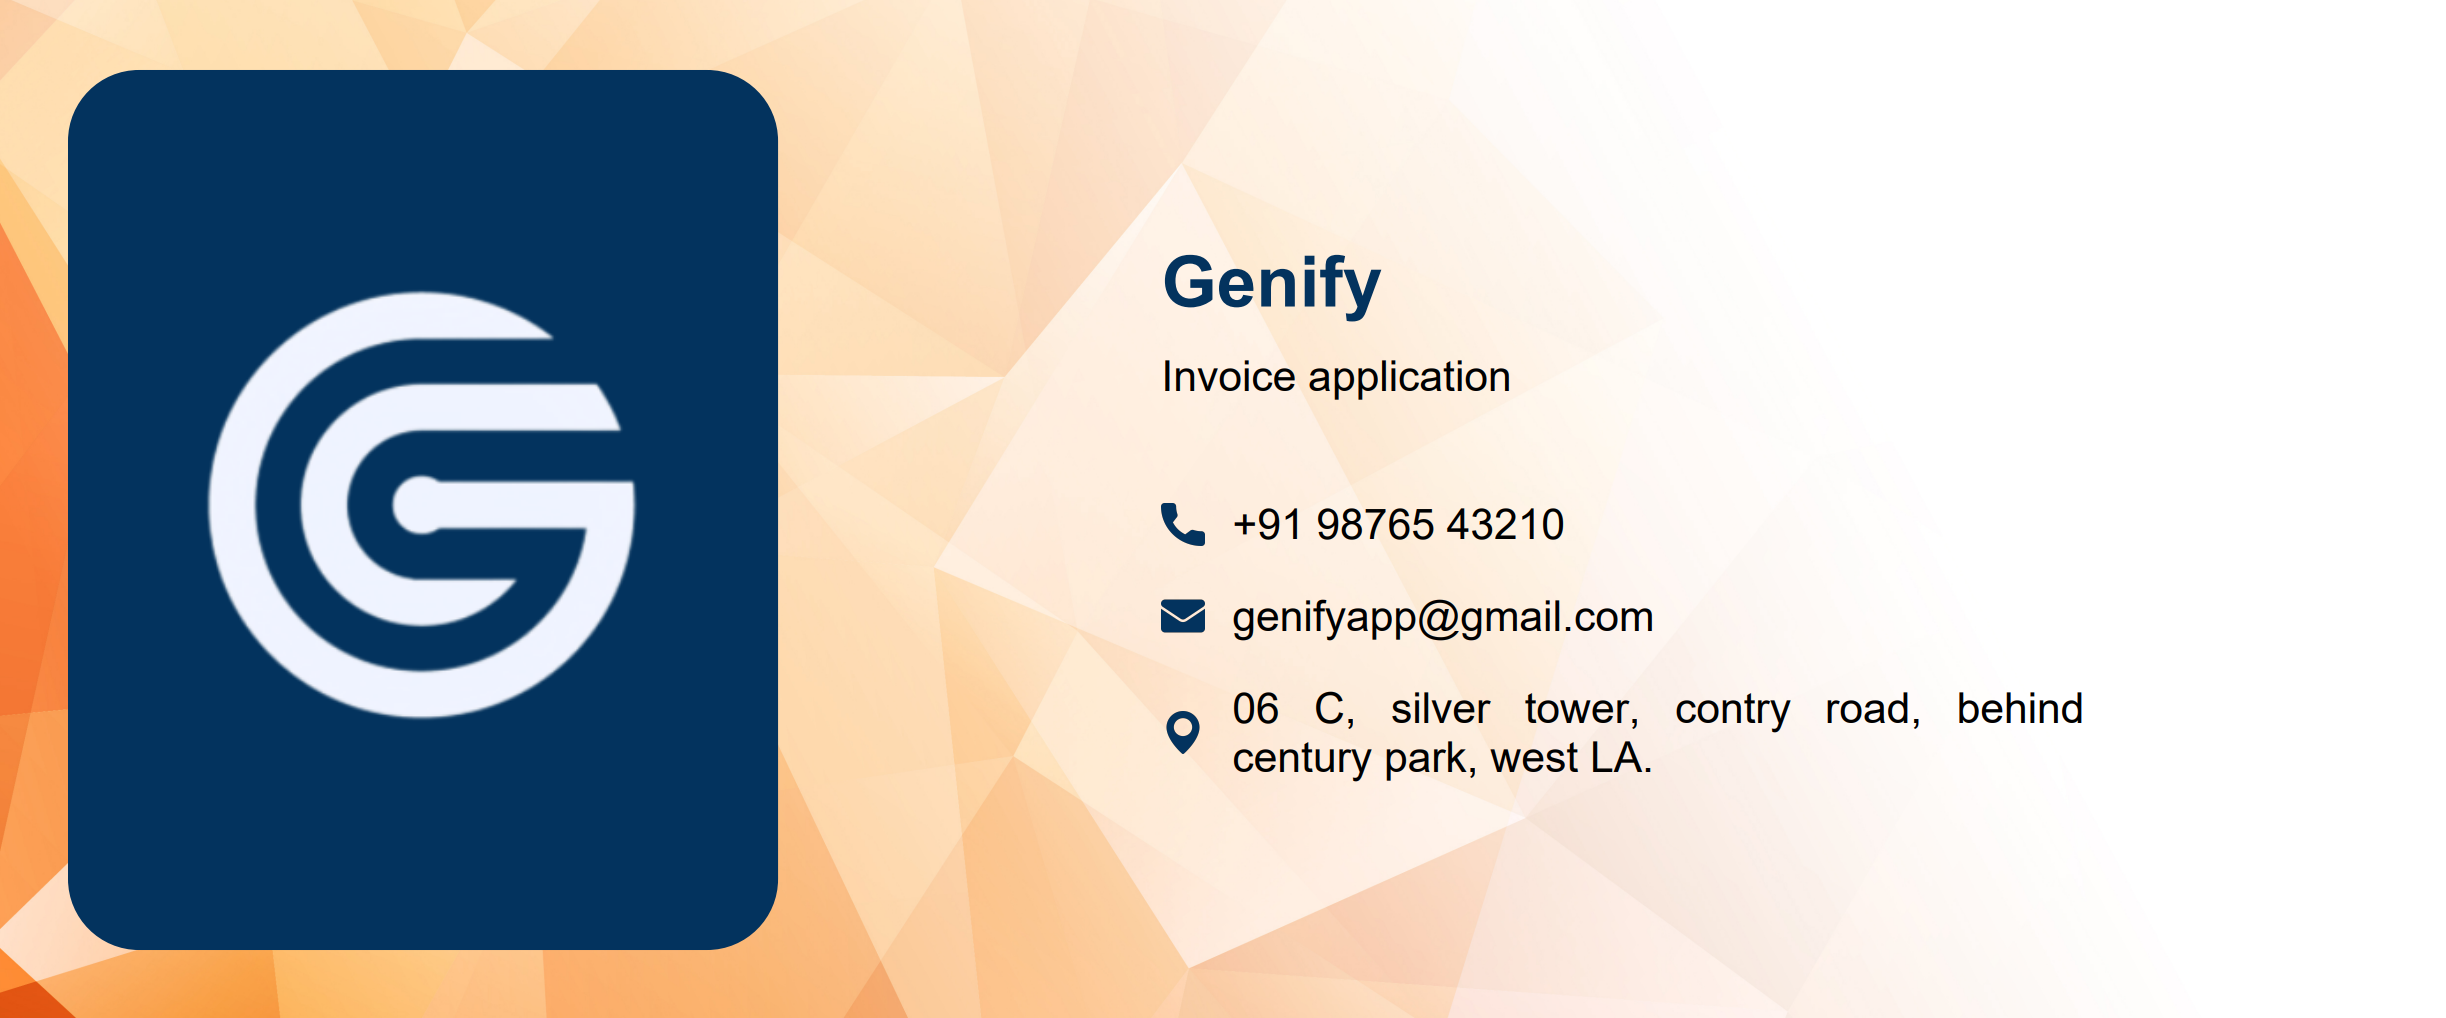 Genify
Invoice application
+91 98765 43210
genifyapp@gmail.com
06 C, silver tower, contry road, behind
century park, west LA.